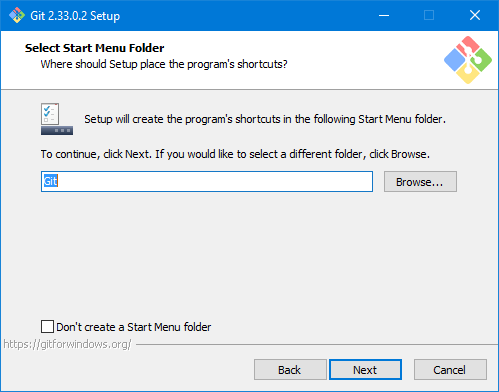 Git 2.33.0.2 Setup
Select Start Menu Folder
Where should Setup place the program's shortcuts?
Setup will create the program's shortcuts in the following Start Menu folder.
To continue, click Next. If you would like to select a different folder, click Browse.
Git
Browse...
Don't create a Start Menu folder
https://gitforwindows.org/
Back
Next
Cancel